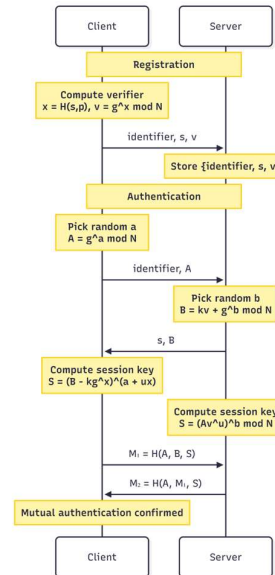 Client Server
Registration
Compute verifier
x = H(s,p), v = g^x mod N
identifier, s, v
Store {identifier, s, v
Authentication
Pick random a
A = g^a mod N
identifier, A
Pick random b
B = kv + g^b mod N
s, B
Compute session key
S = (B - kg^x)^(a + ux)
Compute session key
S = (Av^u)^b mod N
M₁ = H(A, B, S)
M₂ = H(A, M₁, S)
Mutual authentication confirmed
Client Server